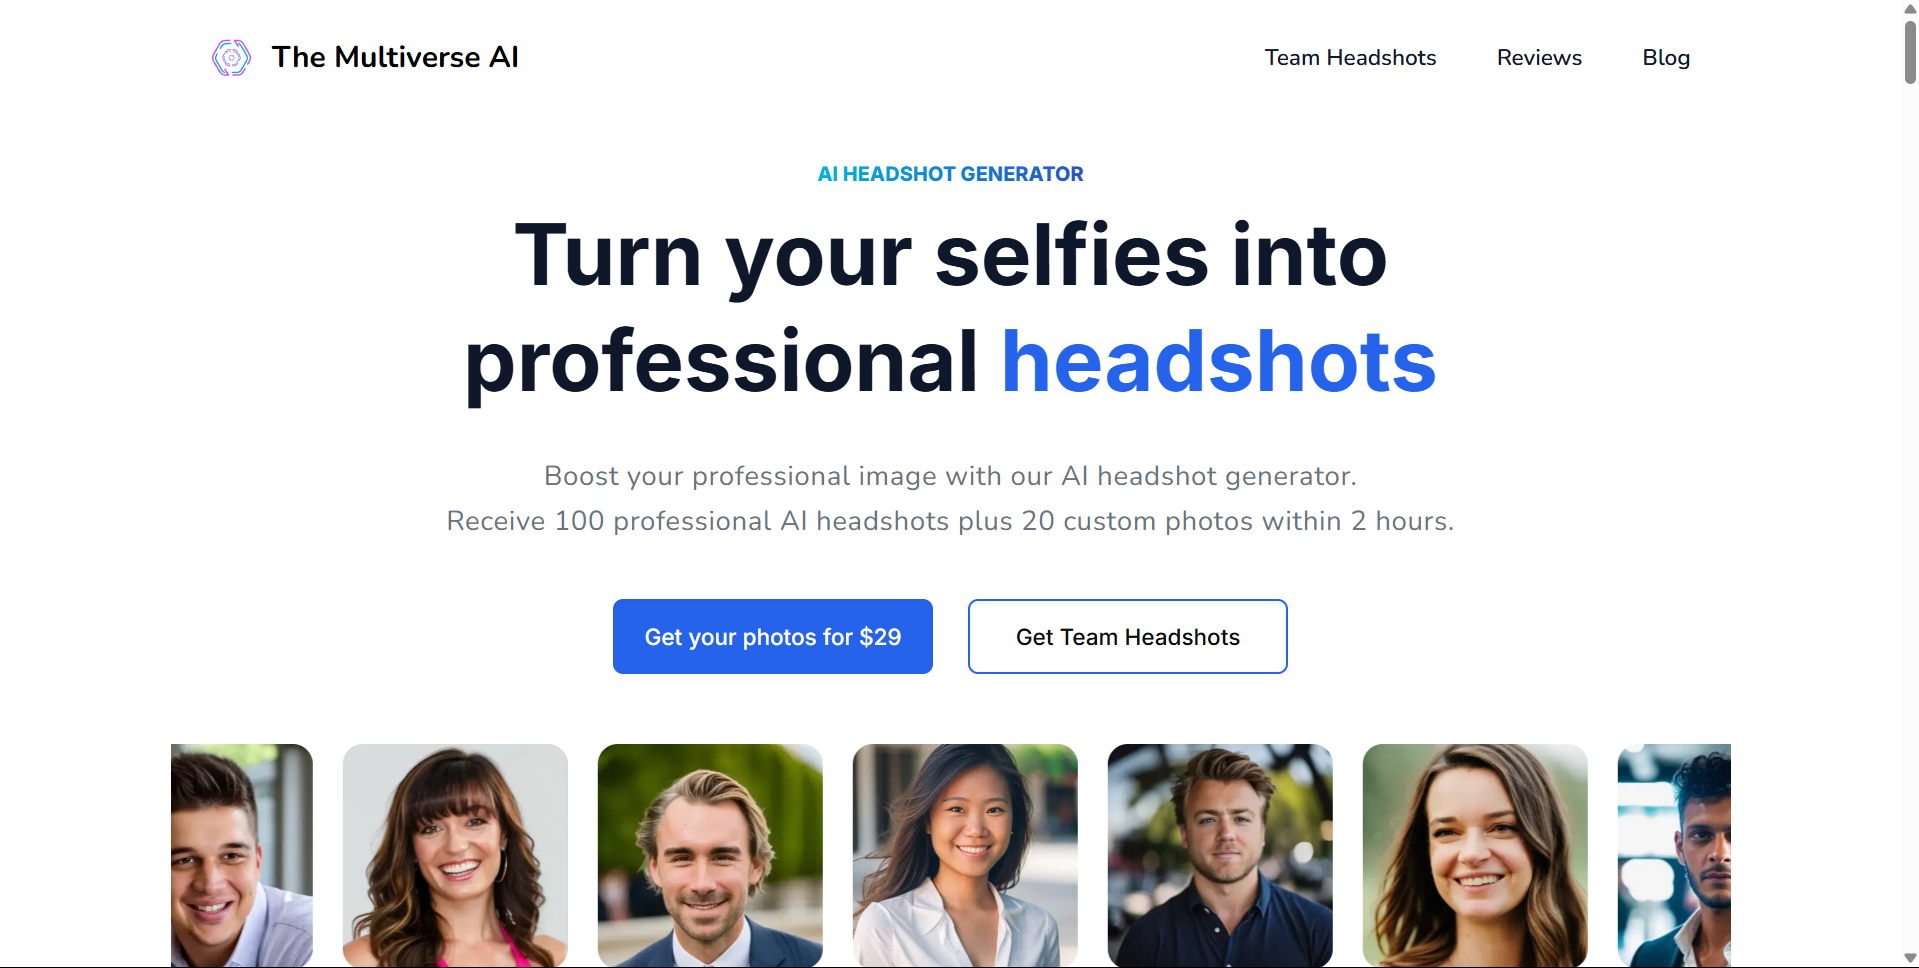 The Multiverse AI
Team Headshots
Reviews
Blog
AI HEADSHOT GENERATOR
Turn your selfies into
professional headshots
Boost your professional image with our AI headshot generator.
Receive 100 professional AI headshots plus 20 custom photos within 2 hours.
Get your photos for $29
Get Team Headshots